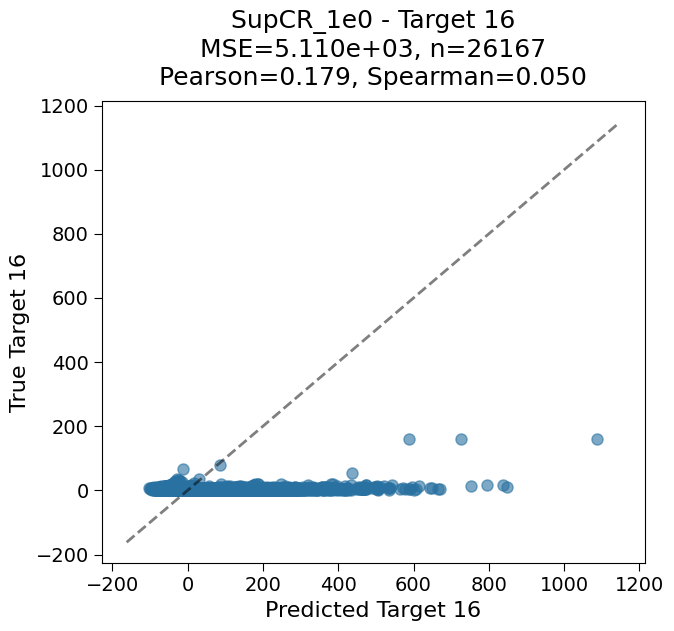 SupCR_1e0 - Target 16
MSE=5.110e+03, n=26167
Pearson=0.179, Spearman=0.050
1200
1000
800
600
400
200
0
−200
True Target 16
−200 0 200 400 600 800 1000 1200
Predicted Target 16